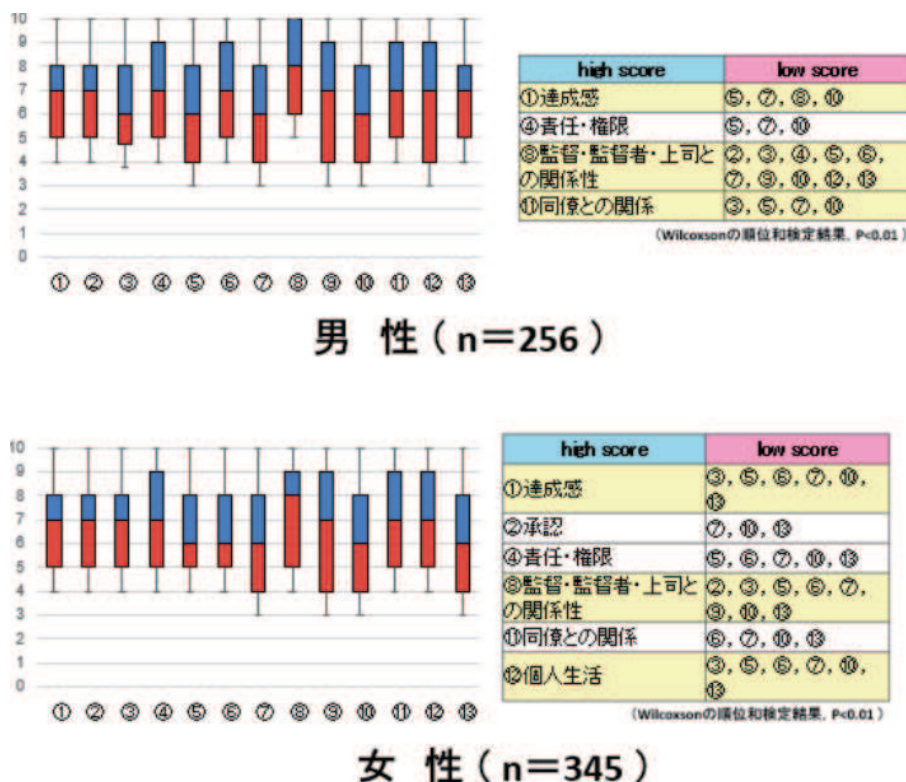 10
9
8
7
6
5
4
3
2
1
0
① ② ③ ④ ⑤ ⑥ ⑦ ⑧ ⑨ ⑩ ⑪ ⑫ ⑬
high score low score
①達成感 ⑤, ⑦, ⑧, ⑩
④責任・権限 ⑤, ⑦, ⑩
⑧監督・監督者・上司と ②, ③, ④, ⑤, ⑥,
の関係性 ⑦, ⑨, ⑩, ⑫, ⑬
⑪同僚との関係 ③, ⑤, ⑦, ⑩
(Wilcoxsonの順位和検定結果、P<0.01)
男 性 ( n=256 )
10
9
8
7
6
5
4
3
2
1
0
① ② ③ ④ ⑤ ⑥ ⑦ ⑧ ⑨ ⑩ ⑪ ⑫ ⑬
high score low score
①達成感 ③, ⑤, ⑥, ⑦, ⑩,
⑬
②承認 ⑦, ⑩, ⑬
④責任・権限 ⑤, ⑥, ⑦, ⑩, ⑬
⑧監督・監督者・上司と ②, ③, ⑤, ⑥, ⑦,
の関係性 ⑨, ⑩, ⑬
⑪同僚との関係 ⑥, ⑦, ⑩, ⑬
⑫個人生活 ③, ⑤, ⑥, ⑦, ⑩,
⑬
(Wilcoxsonの順位和検定結果、P<0.01)
女 性 ( n=345 )